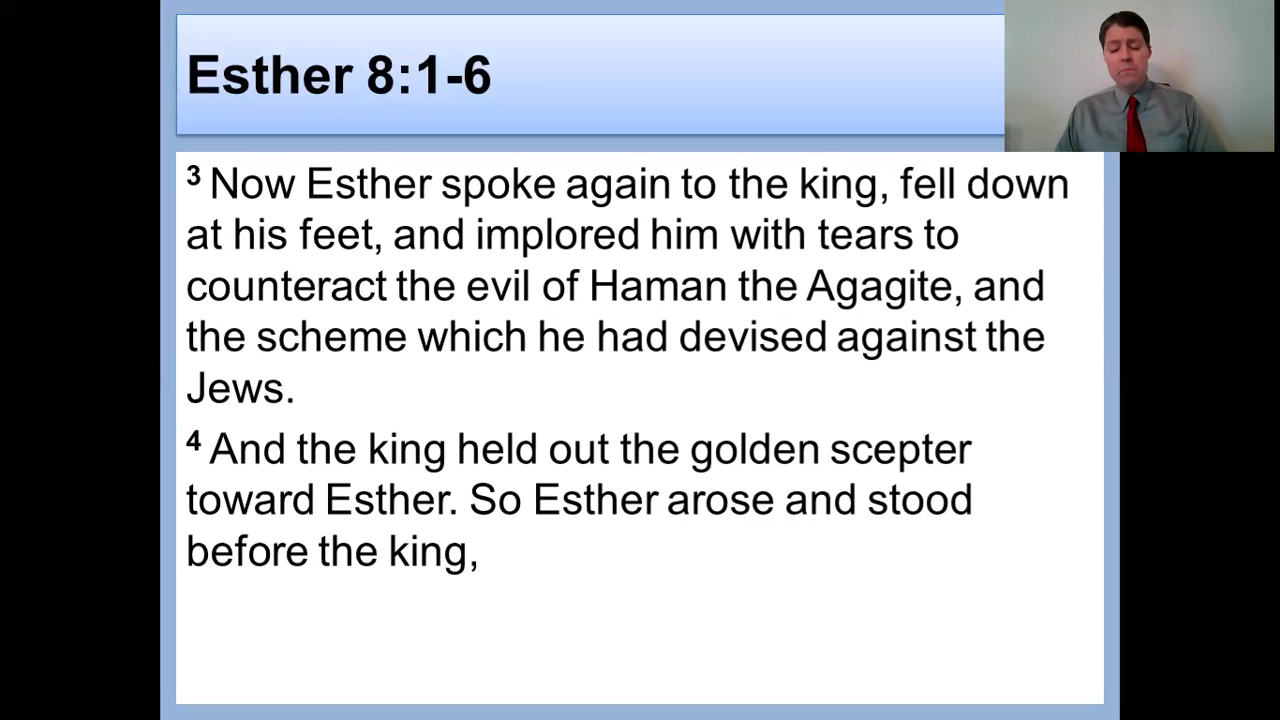 Esther 8:1-6
3 Now Esther spoke again to the king, fell down
at his feet, and implored him with tears to
counteract the evil of Haman the Agagite, and
the scheme which he had devised against the
Jews.
4 And the king held out the golden scepter
toward Esther. So Esther arose and stood
before the king,